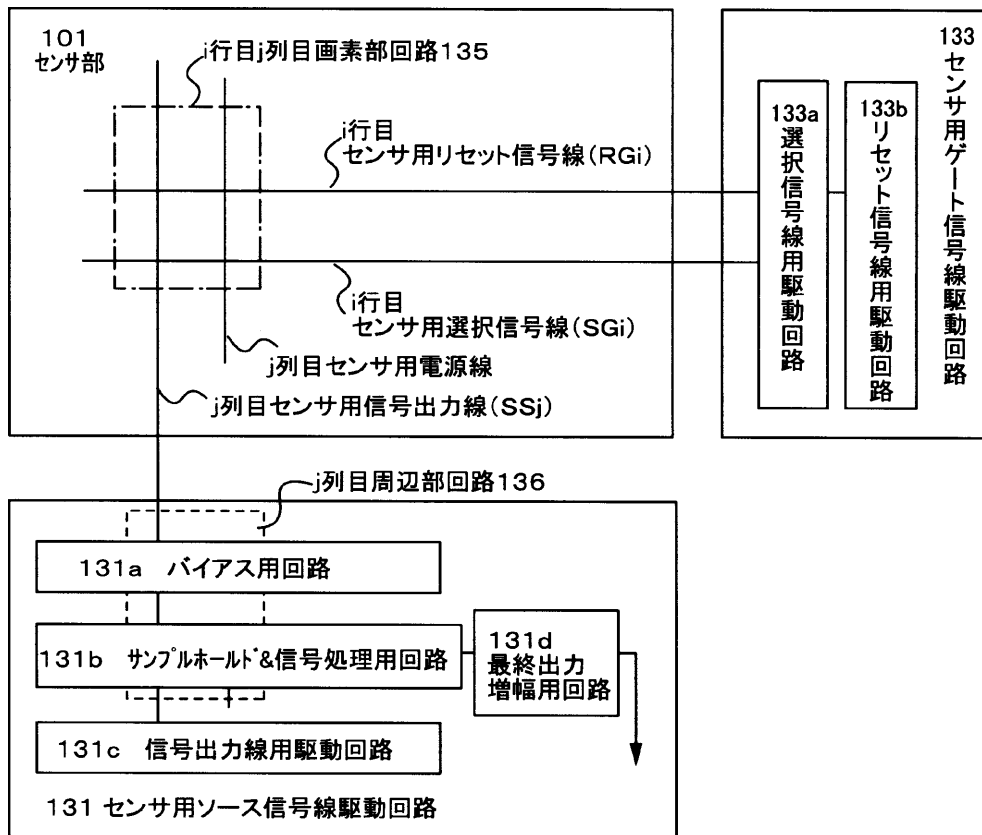 101
センサ部
i行目j列目画素部回路135
i行目
センサ用リセット信号線(RGi)
i行目
センサ用選択信号線(SGi)
j列目センサ用電源線
j列目センサ用信号出力線(SSj)
133
センサ用ゲート信号線駆動回路
133a
選択信号線用駆動回路
133b
リセット信号線用駆動回路
j列目周辺部回路136
131a バイアス用回路
131b サンプルホールド&信号処理用回路
131d
最終出力
増幅用回路
131c 信号出力線用駆動回路
131 センサ用ソース信号線駆動回路